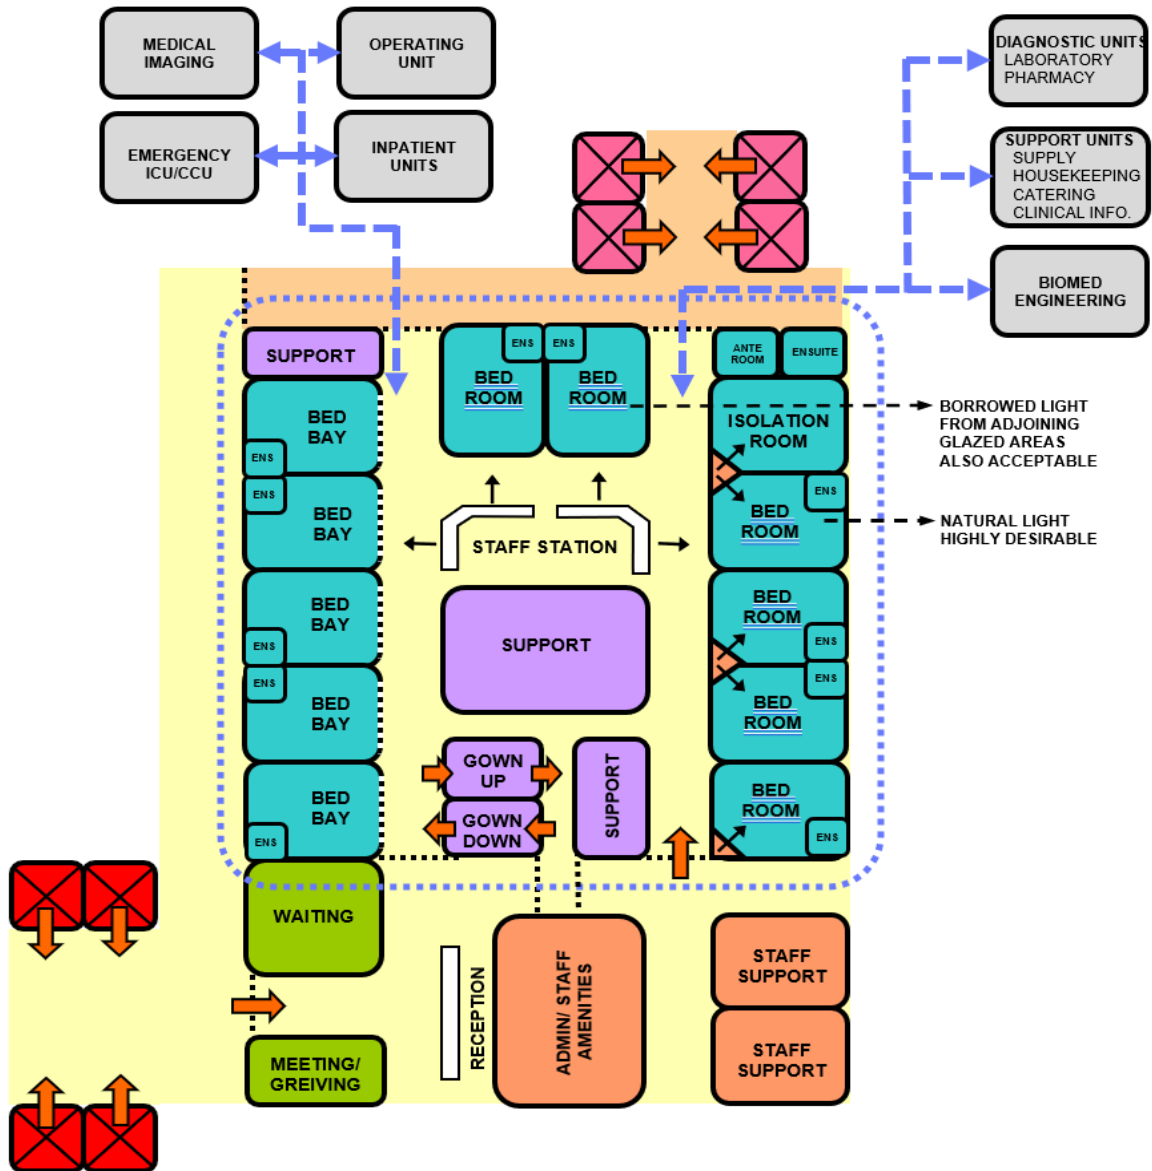 MEDICAL
IMAGING
OPERATING
UNIT
EMERGENCY
ICU/CCU
INPATIENT
UNITS
DIAGNOSTIC UNITS
LABORATORY
PHARMACY
SUPPORT UNITS
SUPPLY
HOUSEKEEPING
CATERING
CLINICAL INFO.
BIOMED
ENGINEERING
SUPPORT
ENS
ENS
BED
ROOM
BED
ROOM
ANTE
ROOM
ENSUITE
BED
BAY
ENS
ISOLATION
ROOM
BORROWED LIGHT
FROM ADJOINING
GLAZED AREAS
ALSO ACCEPTABLE
ENS
BED
BAY
STAFF STATION
ENS
BED
ROOM
NATURAL LIGHT
HIGHLY DESIRABLE
BED
BAY
ENS
SUPPORT
BED
ROOM
ENS
ENS
BED
BAY
ENS
BED
ROOM
GOWN
UP
GOWN
DOWN
SUPPORT
BED
BAY
ENS
BED
ROOM
ENS
WAITING
RECEPTION
ADMIN/ STAFF
AMENITIES
STAFF
SUPPORT
MEETING/
GREIVING
STAFF
SUPPORT